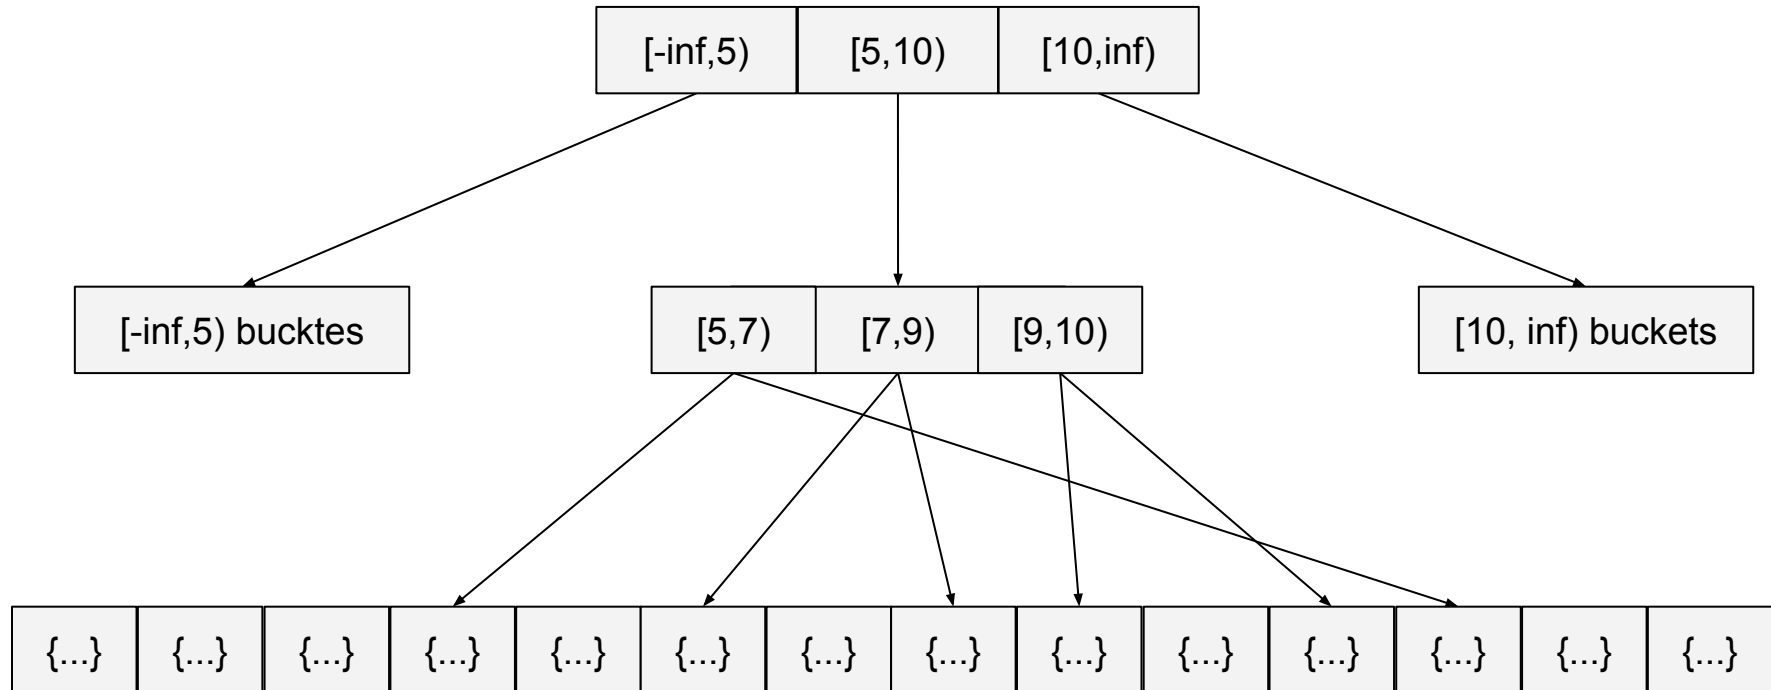 [-inf,5) [5,10) [10,inf)
[-inf,5) bucktes [5,7) [7,9) [9,10) [10, inf) buckets
{...} {...} {...} {...} {...} {...} {...} {...} {...} {...} {...} {...} {...} {...}